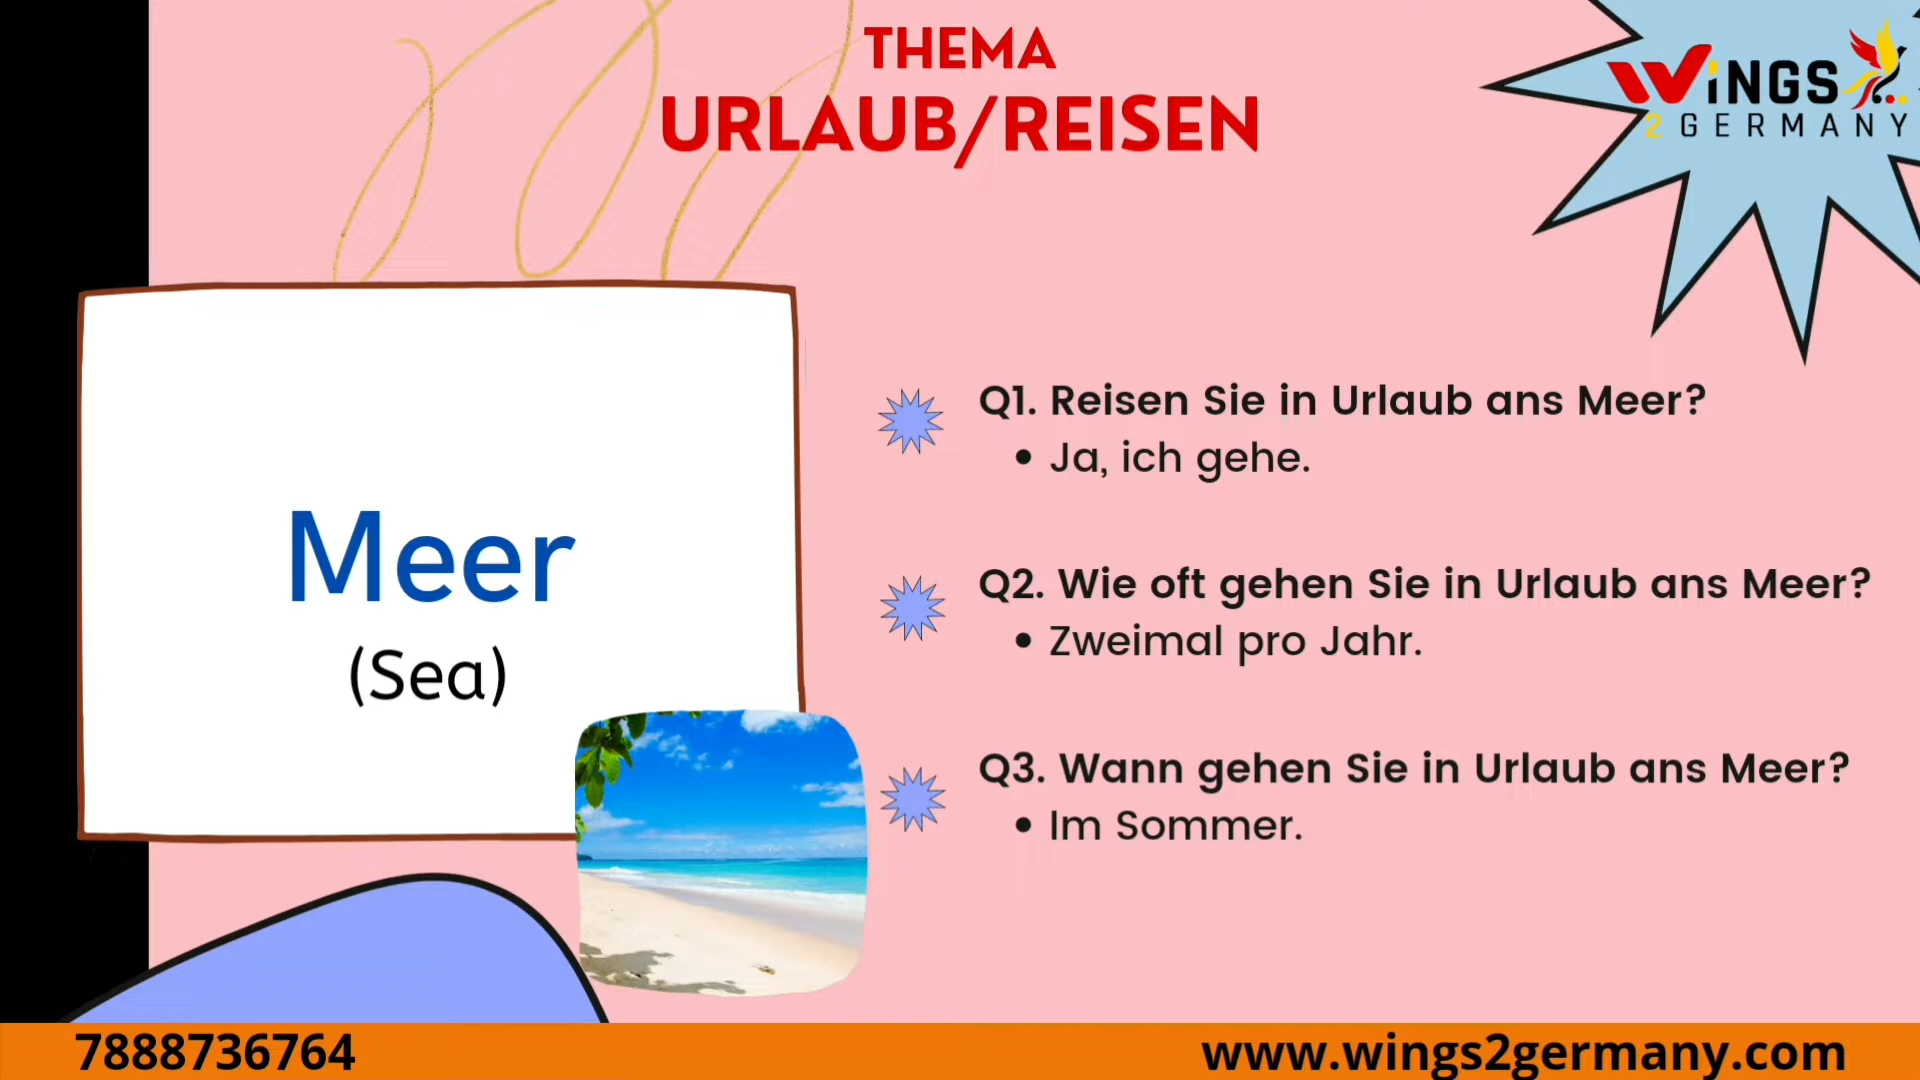 THEMA
URLAUB/REISEN
WiNGS
2 GERMANY
Meer
(Sea)
Q1. Reisen Sie in Urlaub ans Meer?
• Ja, ich gehe.
Q2. Wie oft gehen Sie in Urlaub ans Meer?
• Zweimal pro Jahr.
Q3. Wann gehen Sie in Urlaub ans Meer?
• Im Sommer.
7888736764
www.wings2germany.com